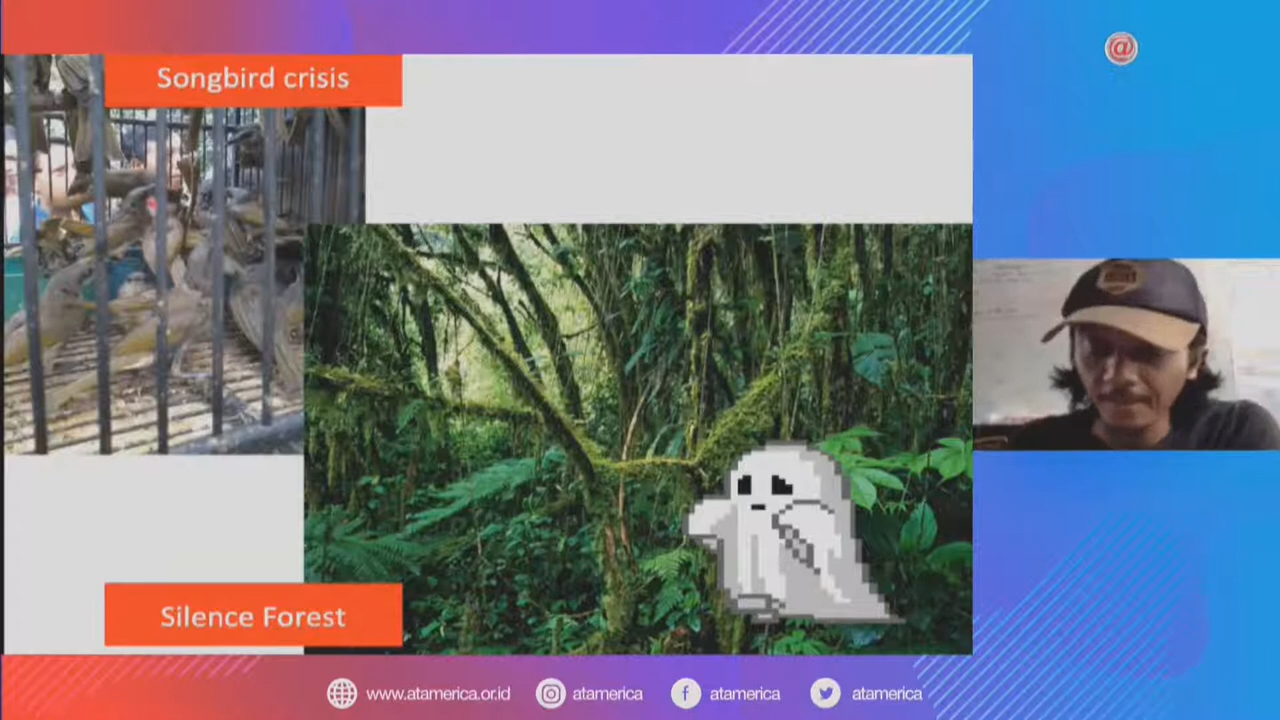 Songbird crisis
@
Silence Forest
www.atamerica.or.id
atamerica
atamerica
atamerica